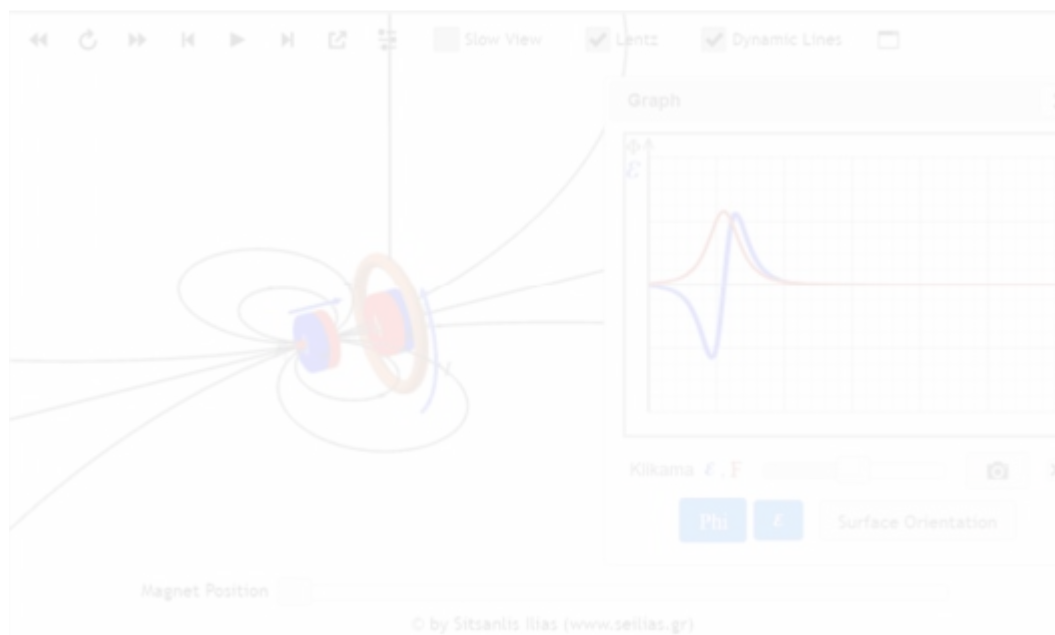 Slow View
Lentz
Dynamic Lines
Graph
Φ
ε
Klikama ε , F
Phi
ε
Surface Orientation
Magnet Position
© by Sitsanlis Ilias (www.seilias.gr)